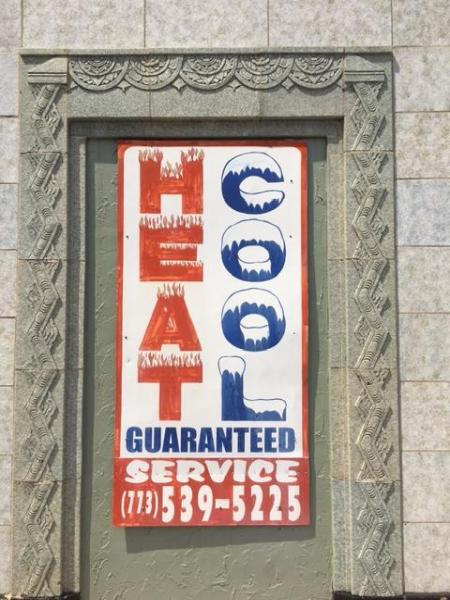 HEAT
COOL
GUARANTEED
SERVICE
(773)539-5225